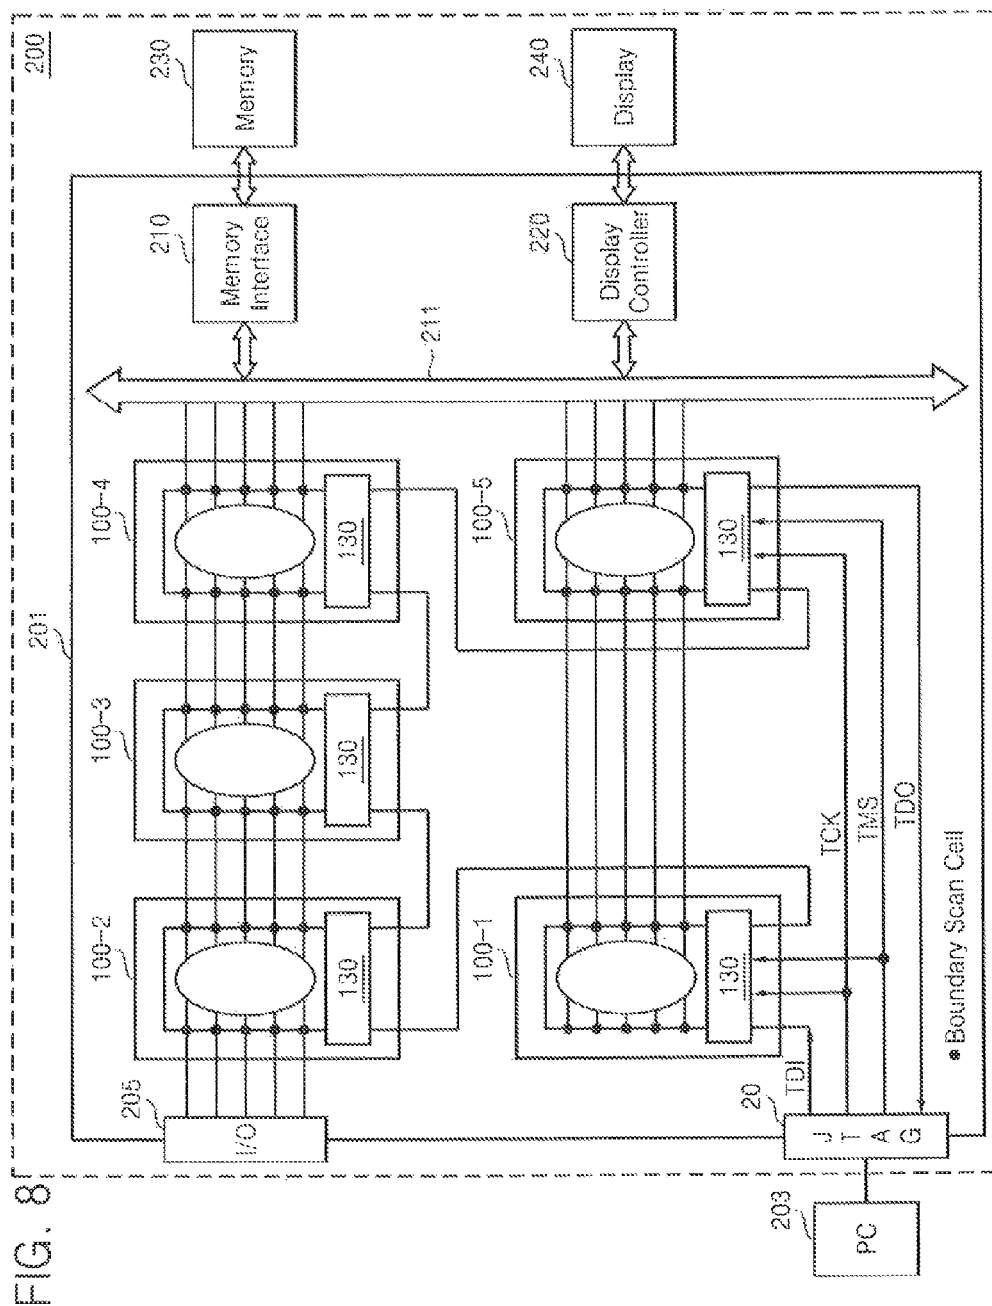 FIG. 8
200
201
230
Memory
240
Display
210
Memory
Interface
220
Display
Controller
211
100-2
130
100-3
130
100-4
130
205
I/O
100-1
130
100-5
130
TDI
TCK
TMS
TDO
20
JTAG
203
PC
● Boundary Scan Cell